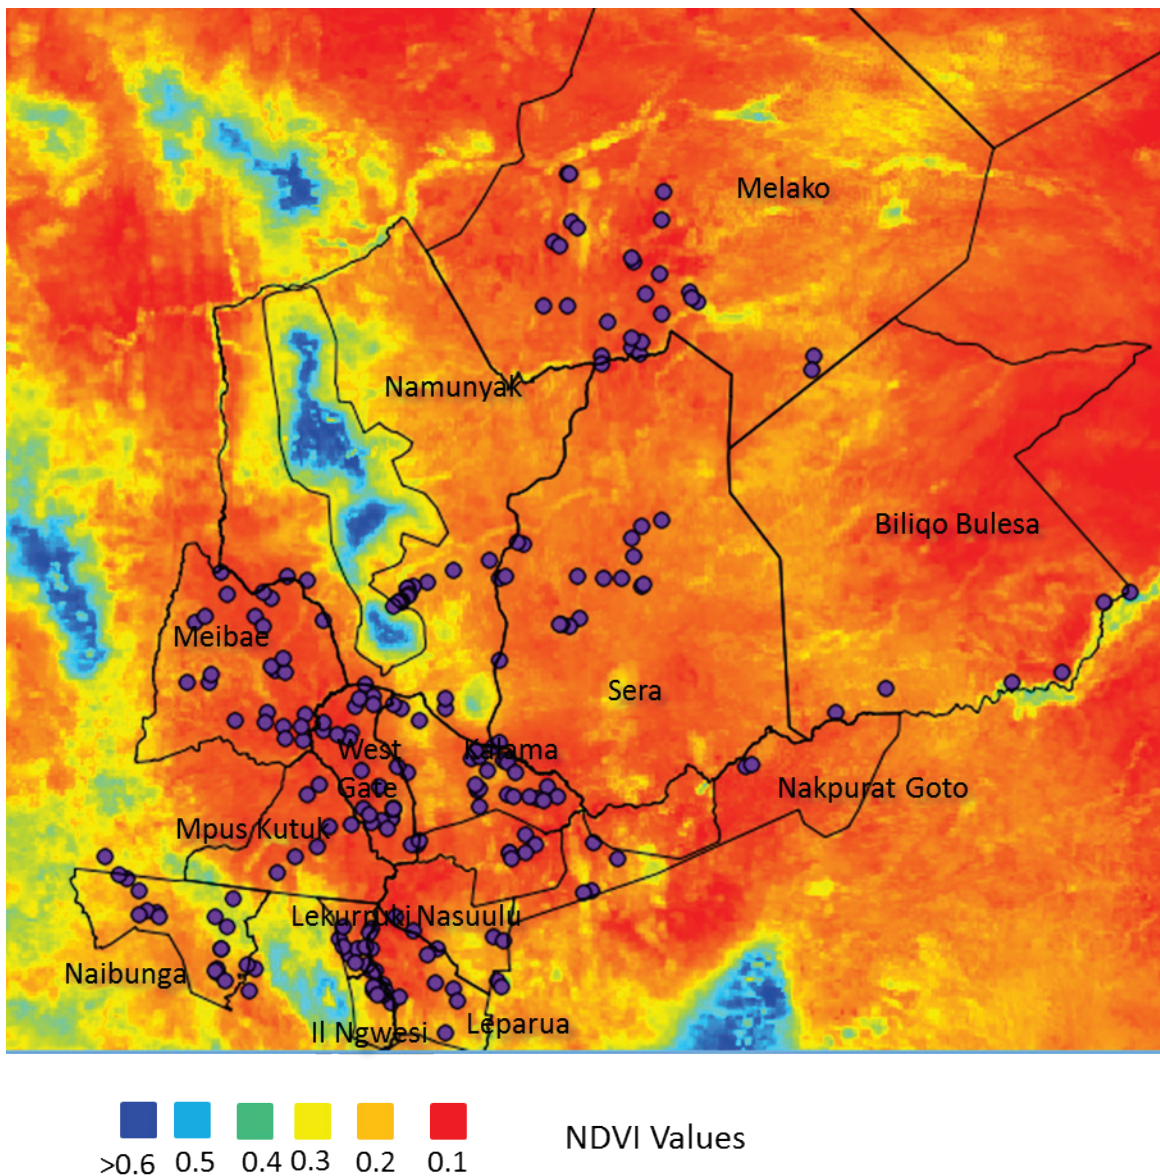 Melako
Namunyak
Biliqo Bulesa
Meibae
Sera
West
Gate
Kalama
Nakpurat Goto
Mpus Kutuk
Lekurruki
Nasuulu
Naibunga
Il Ngwesi
Leparua
>0.6 0.5 0.4 0.3 0.2 0.1
NDVI Values